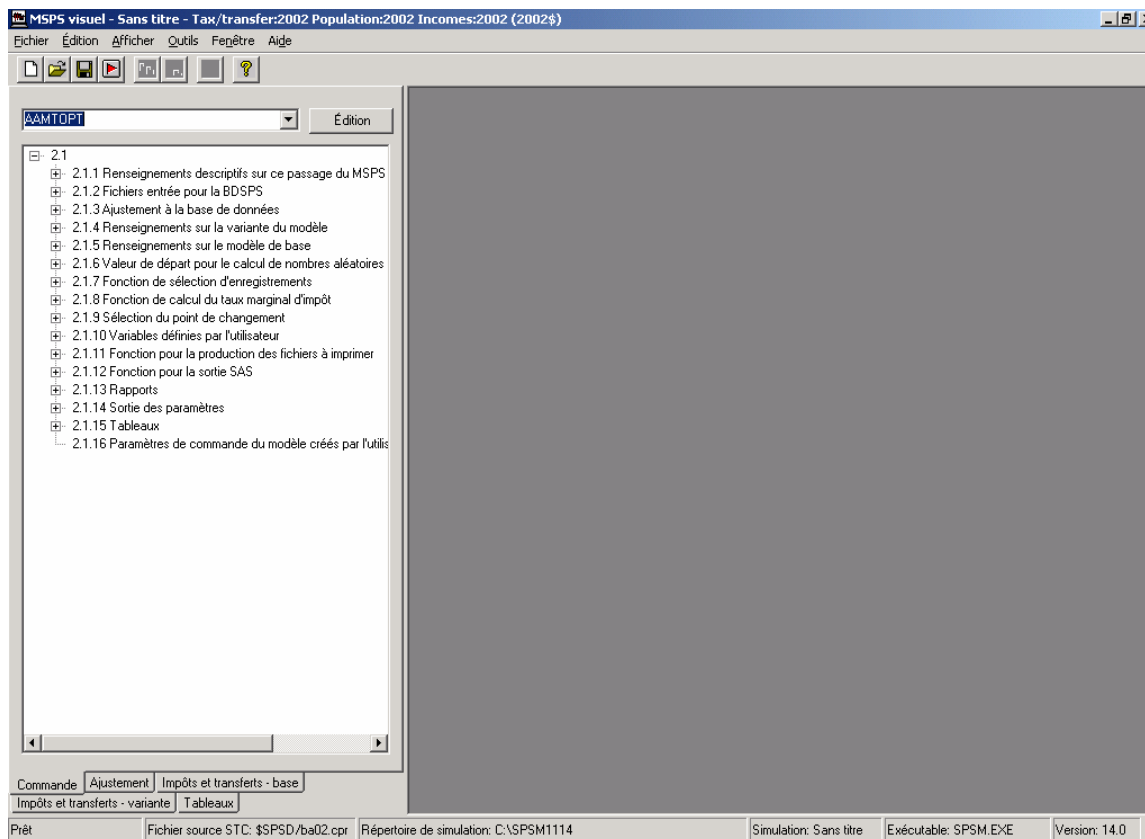 MSPS visuel - Sans titre - Tax/transfer:2002 Population:2002 Incomes:2002 (2002$)
Fichier Édition Afficher Outils Fenêtre Aide
AAMTOPT Édition
2.1
2.1.1 Renseignements descriptifs sur ce passage du MSPS
2.1.2 Fichiers entrée pour la BDSPS
2.1.3 Ajustement à la base de données
2.1.4 Renseignements sur la variante du modèle
2.1.5 Renseignements sur le modèle de base
2.1.6 Valeur de départ pour le calcul de nombres aléatoires
2.1.7 Fonction de sélection d'enregistrements
2.1.8 Fonction de calcul du taux marginal d'impôt
2.1.9 Sélection du point de changement
2.1.10 Variables définies par l'utilisateur
2.1.11 Fonction pour la production des fichiers à imprimer
2.1.12 Fonction pour la sortie SAS
2.1.13 Rapports
2.1.14 Sortie des paramètres
2.1.15 Tableaux
2.1.16 Paramètres de commande du modèle créés par l'utilis
Commande Ajustement Impôts et transferts - base
Impôts et transferts - variante Tableaux
Prêt Fichier source STC: $SPSD/ba02.cpr Répertoire de simulation: C:\SPSM1114 Simulation: Sans titre Exécutable: SPSM.EXE Version: 14.0